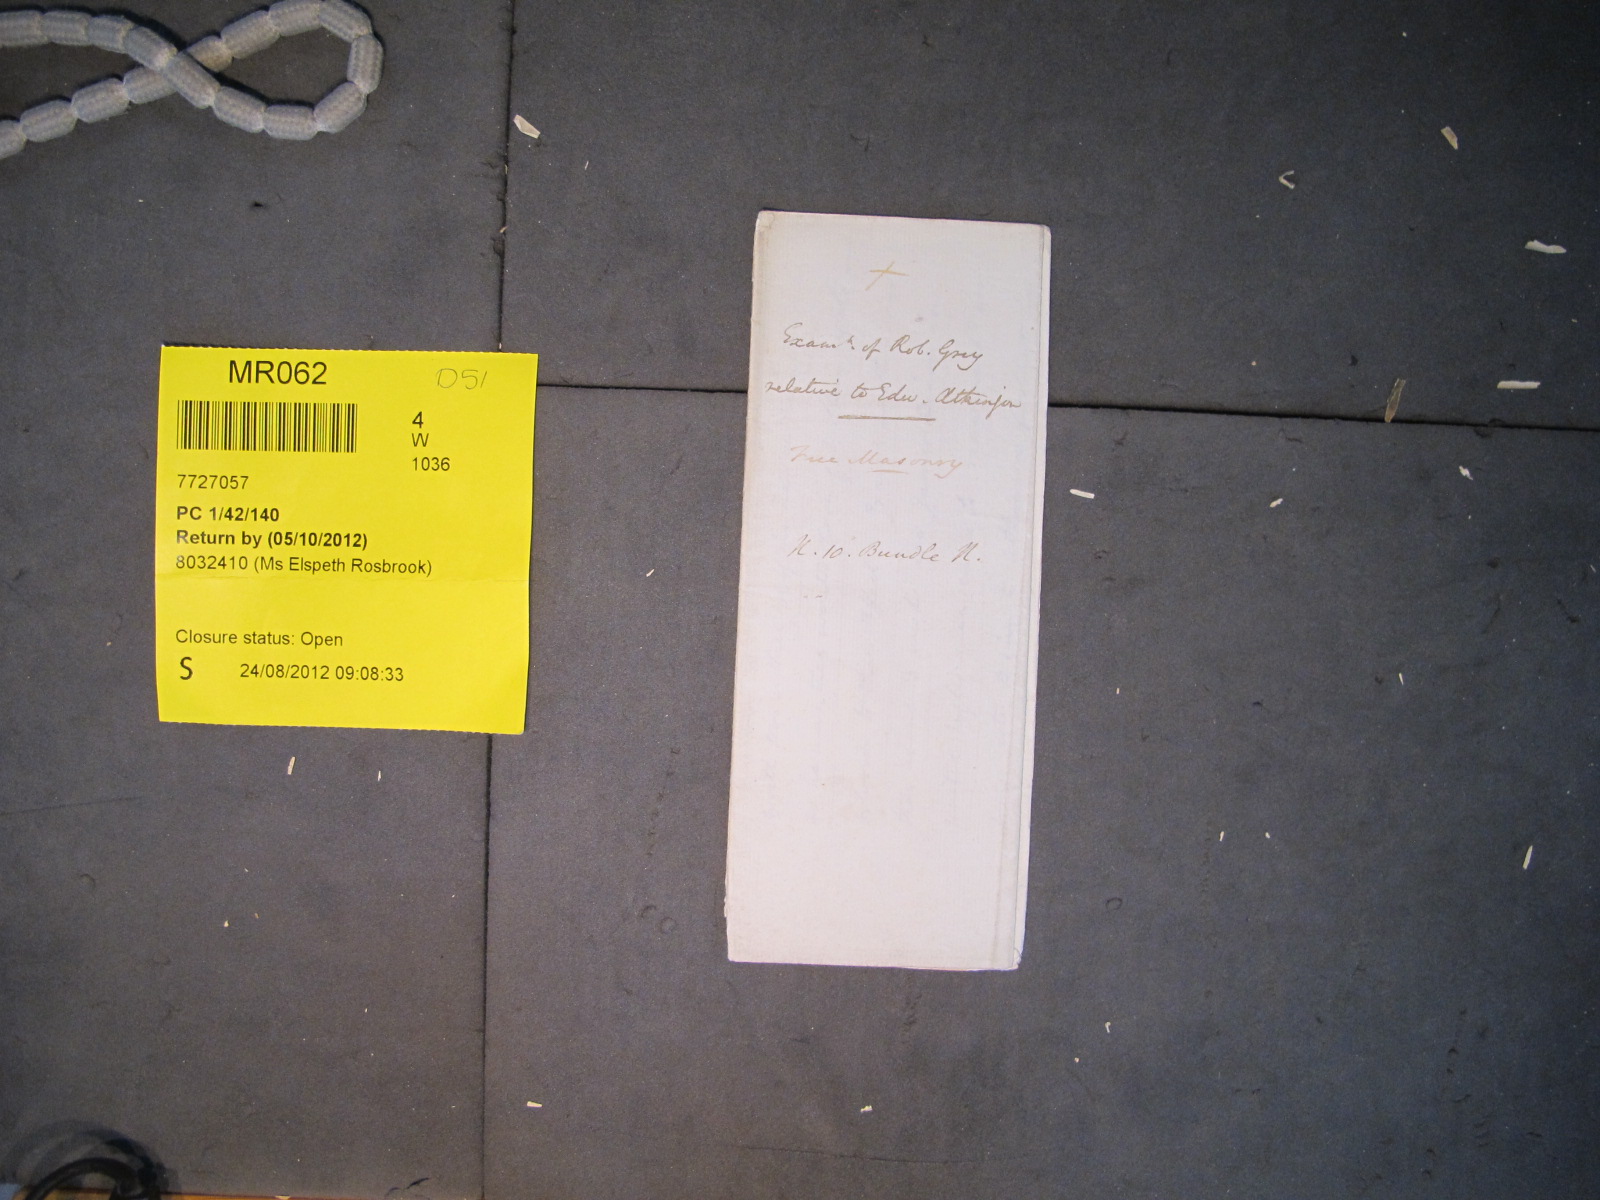 MR062
D51
4
W
1036
7727057
PC 1/42/140
Return by (05/10/2012)
8032410 (Ms Elspeth Rosbrook)
Closure status: Open
S 24/08/2012 09:08:33
+
Examn. of Rob. Grey
relative to Edw. Atkinson
Free Masonry
N. 10. Bundle N.